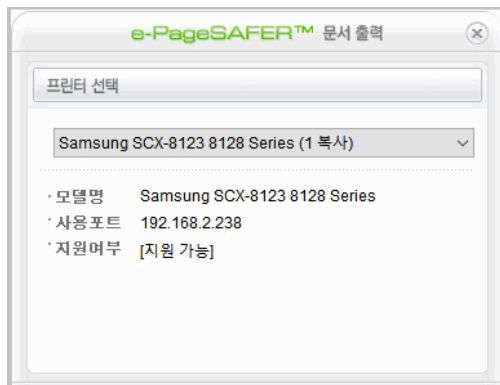 e-PageSAFER™ 문서 출력
프린터 선택
Samsung SCX-8123 8128 Series (1 복사)
· 모델명 Samsung SCX-8123 8128 Series
· 사용포트 192.168.2.238
· 지원여부 [지원 가능]